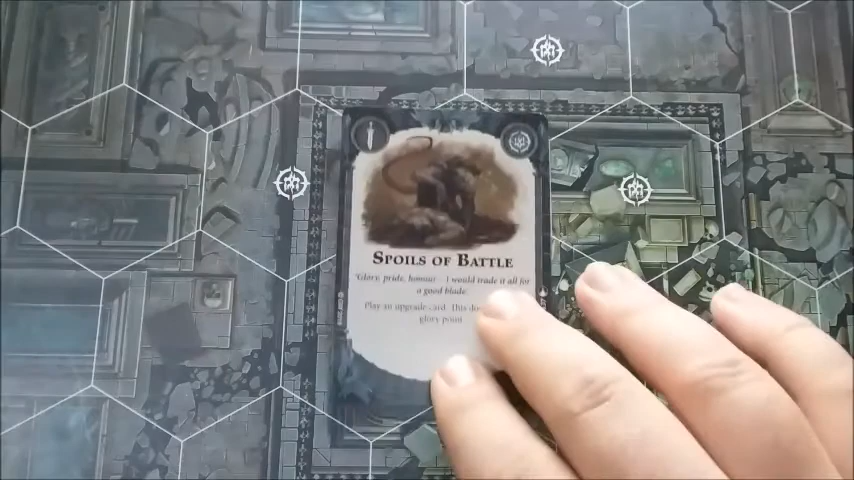 SPOILS OF BATTLE
'Glory, pride, honour – I would trade it all for
a good blade.'
Play an upgrade card. This do
glory point